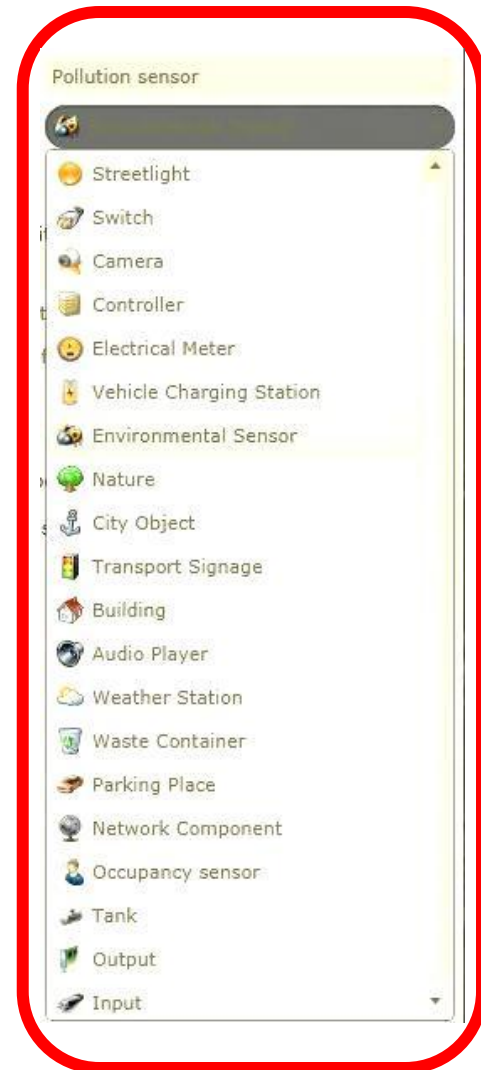 Pollution sensor
Streetlight
Switch
Camera
Controller
Electrical Meter
Vehicle Charging Station
Environmental Sensor
Nature
City Object
Transport Signage
Building
Audio Player
Weather Station
Waste Container
Parking Place
Network Component
Occupancy sensor
Tank
Output
Input